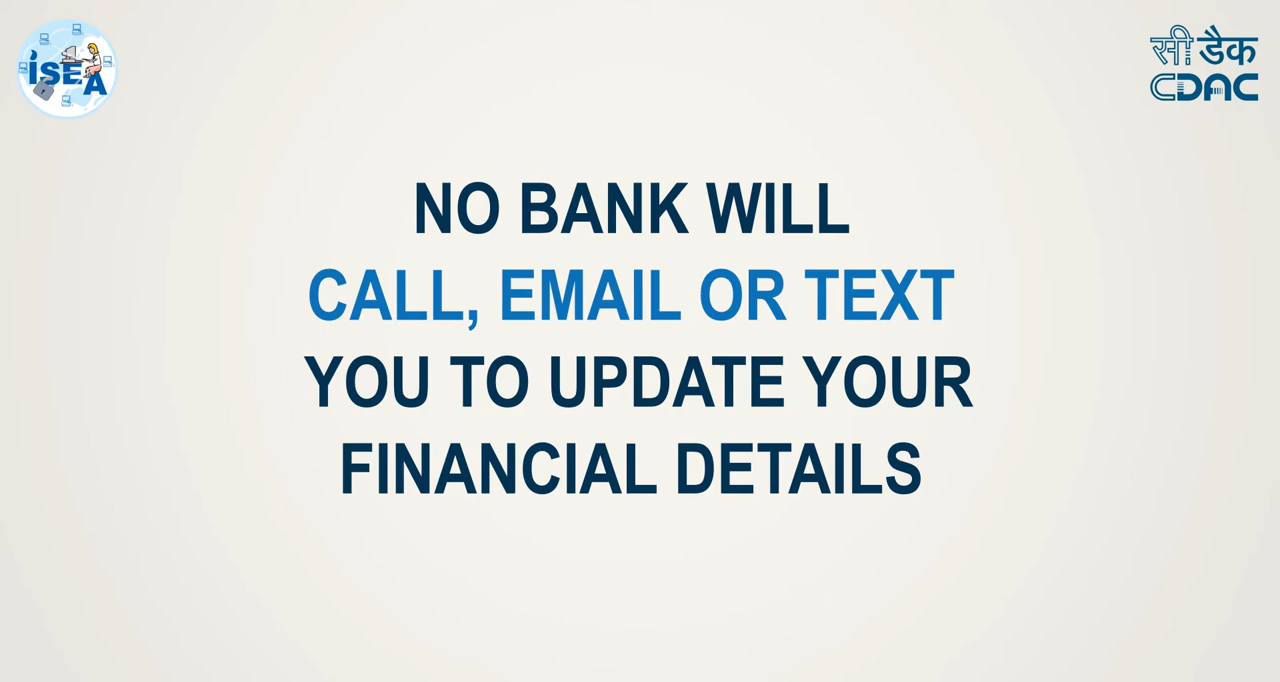 ISEA
सी डैक
CDAC
NO BANK WILL
CALL, EMAIL OR TEXT
YOU TO UPDATE YOUR
FINANCIAL DETAILS